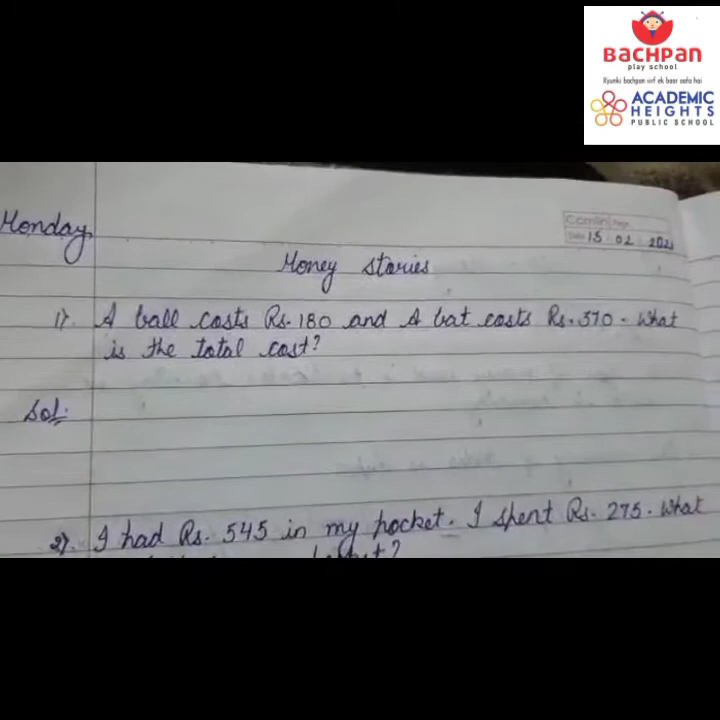 BACHPAN
play school
Kyunki bachpan sirf ek baar aata hai
ACADEMIC
HEIGHTS
PUBLIC SCHOOL
Monday
Date 15 02 2021
Money stories
1). A ball costs Rs. 180 and A bat costs Rs. 370. What
is the total cost?
Sol:
2). I had Rs. 545 in my pocket. I spent Rs. 275. What